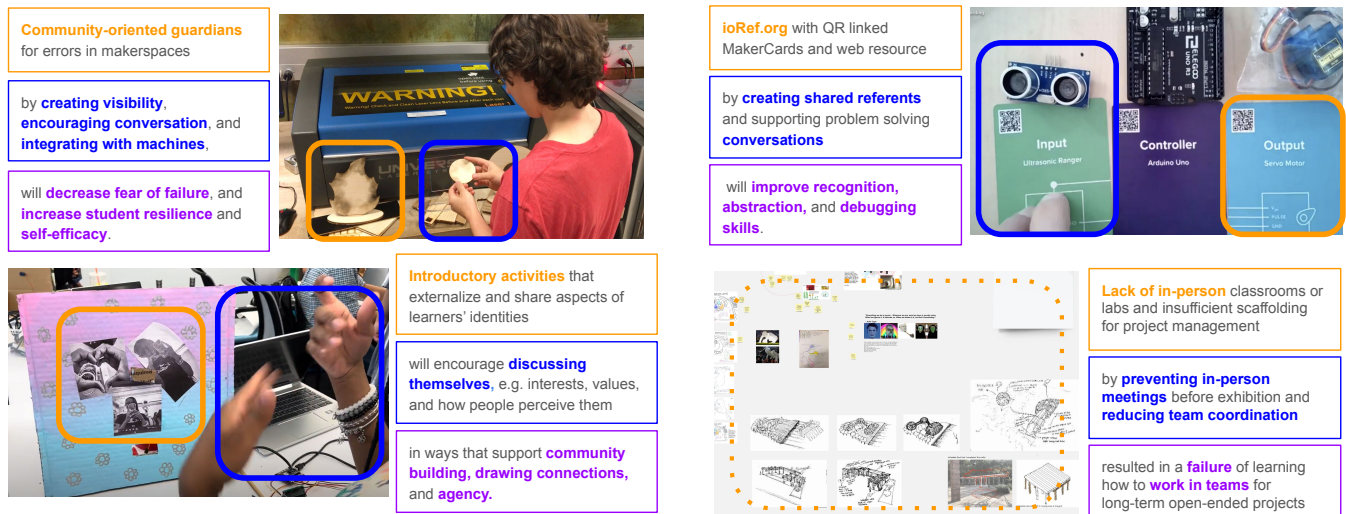 Community-oriented guardians
for errors in makerspaces
by creating visibility,
encouraging conversation, and
integrating with machines,
will decrease fear of failure, and
increase student resilience and
self-efficacy.
WARNING!
ioRef.org with QR linked
MakerCards and web resource
by creating shared referents
and supporting problem solving
conversations
will improve recognition,
abstraction, and debugging
skills.
ELEGOO
UNO R3
Input
Ultrasonic Ranger
Controller
Arduino Uno
Output
Servo Motor
PULSE
GND
Introductory activities that
externalize and share aspects of
learners' identities
will encourage discussing
themselves, e.g. interests, values,
and how people perceive them
in ways that support community
building, drawing connections,
and agency.
Lack of in-person classrooms or
labs and insufficient scaffolding
for project management
by preventing in-person
meetings before exhibition and
reducing team coordination
resulted in a failure of learning
how to work in teams for
long-term open-ended projects